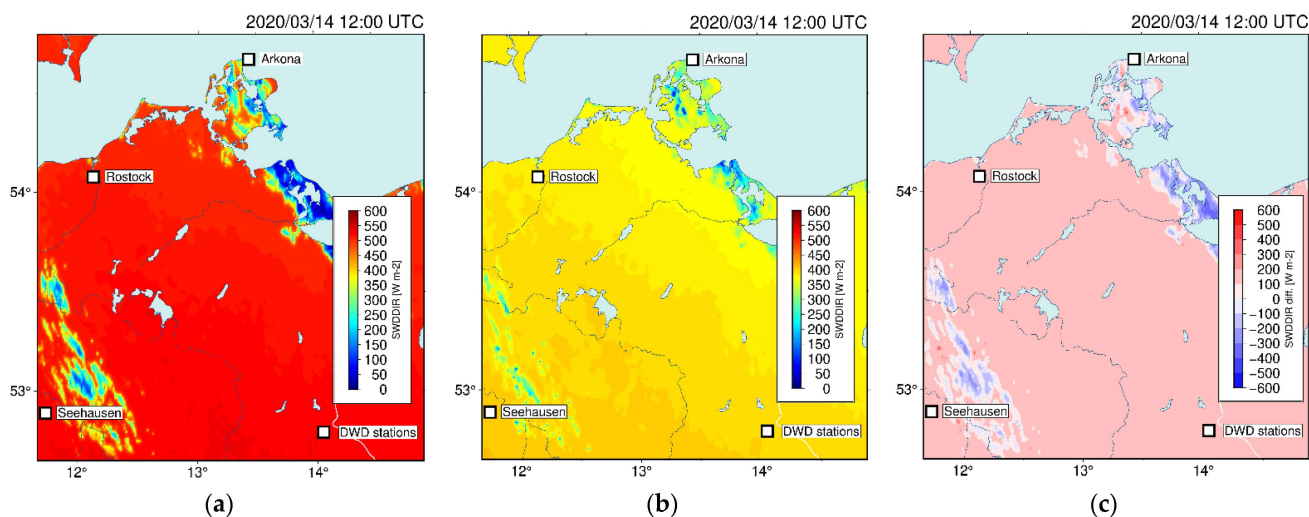 2020/03/14 12:00 UTC
Arkona
Rostock
54°
600
550
500
450
400
350
300
250
200
150
100
50
0
SWDDIR [W m-2]
53°
Seehausen
DWD stations
12°
13°
14°
(a)
2020/03/14 12:00 UTC
Arkona
Rostock
54°
600
550
500
450
400
350
300
250
200
150
100
50
0
SWDDIR [W m-2]
53°
Seehausen
DWD stations
12°
13°
14°
(b)
2020/03/14 12:00 UTC
Arkona
Rostock
54°
600
500
400
300
200
100
0
−100
−200
−300
−400
−500
−600
SWDDIR diff. [W m-2]
53°
Seehausen
DWD stations
12°
13°
14°
(c)